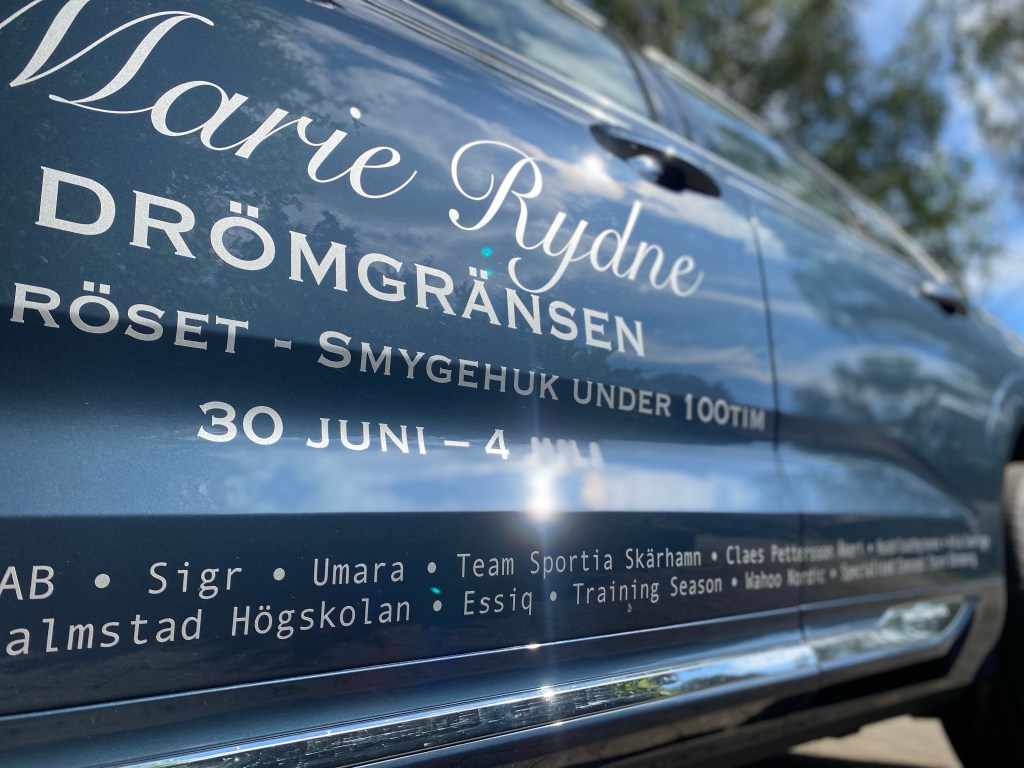 Marie Rydne
DRÖMGRÄNSEN
RÖSET - SMYGEHUK UNDER 100TIM
30 JUNI – 4
AB • Sigr • Umara • Team Sportia Skärhamn • Claes Pettersson Åkeri •
almstad Högskolan • Essiq • Training Season • Wahoo Nordic •